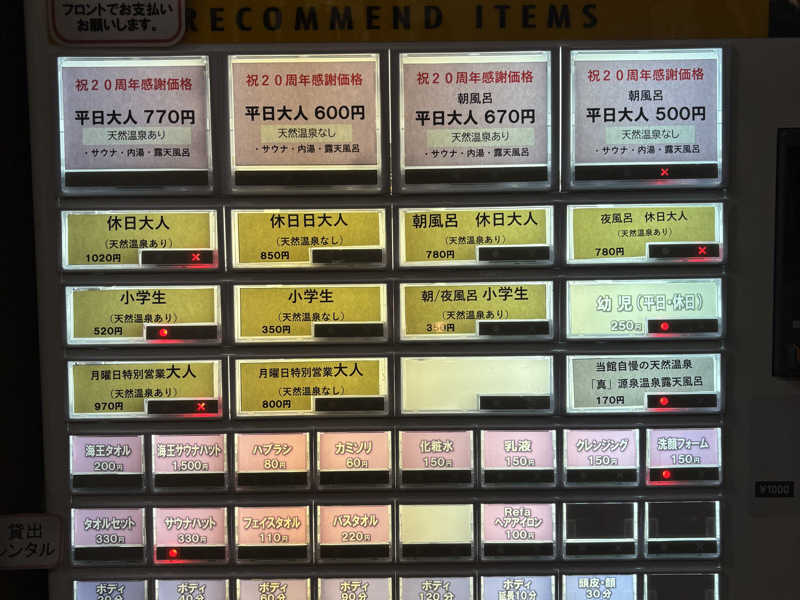 フロントでお支払い
お願いします。
RECOMMEND ITEMS
祝20周年感謝価格
平日大人 770円
天然温泉あり
・サウナ・内湯・露天風呂
祝20周年感謝価格
平日大人 600円
天然温泉なし
・サウナ・内湯・露天風呂
祝20周年感謝価格
朝風呂
平日大人 670円
天然温泉あり
・サウナ・内湯・露天風呂
祝20周年感謝価格
朝風呂
平日大人 500円
天然温泉なし
・サウナ・内湯・露天風呂
休日大人
(天然温泉あり)
1020円
休日日大人
(天然温泉なし)
850円
朝風呂 休日大人
(天然温泉あり)
780円
夜風呂 休日大人
(天然温泉あり)
780円
小学生
(天然温泉あり)
520円
小学生
(天然温泉なし)
350円
朝/夜風呂 小学生
(天然温泉あり)
350円
幼児(平日・休日)
250円
月曜日特別営業大人
(天然温泉あり)
970円
月曜日特別営業大人
(天然温泉なし)
800円
当館自慢の天然温泉
「真」源泉温泉露天風呂
170円
海王タオル
200円
海王サウナハット
1,500円
ハブラシ
80円
カミソリ
60円
化粧水
150円
乳液
150円
クレンジング
150円
洗顔フォーム
150円
¥1000
貸出
レンタル
タオルセット
330円
サウナハット
330円
フェイスタオル
110円
バスタオル
220円
Refa
ヘアアイロン
100円
ボディ
ボディ
ボディ
60分
ボディ
90分
ボディ
120分
ボディ
延長10分
頭皮・顔
30分